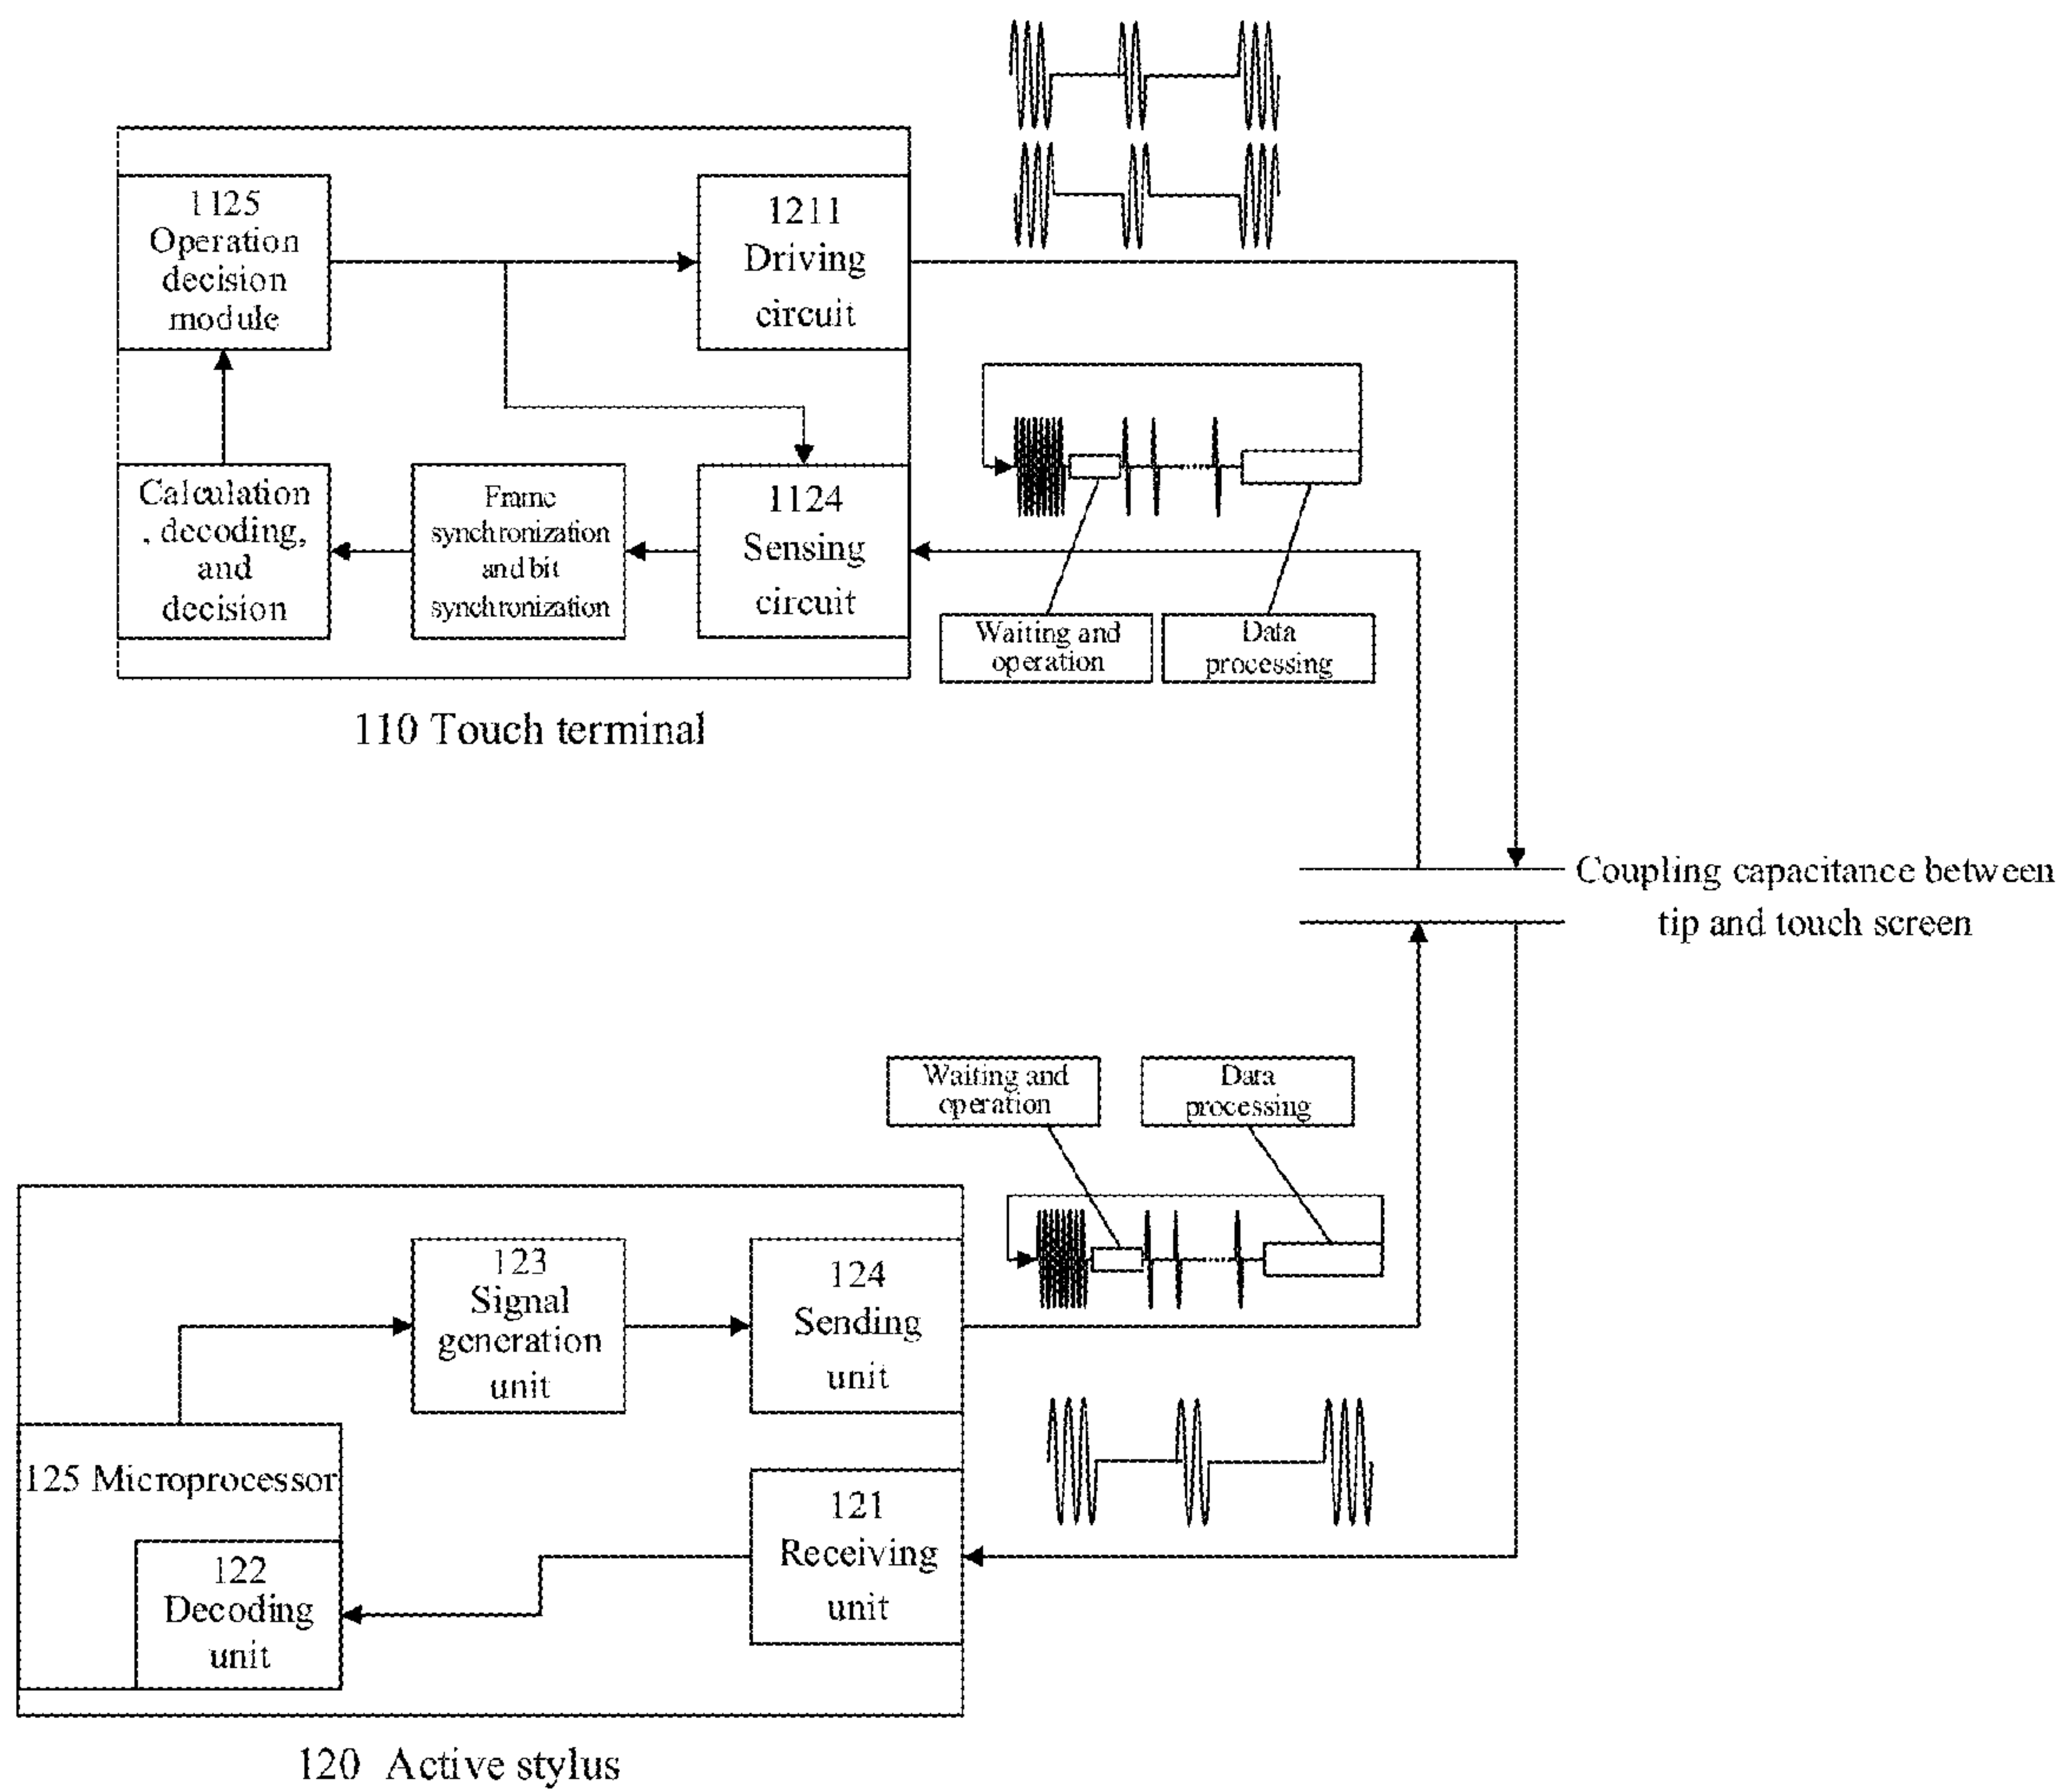 1125
Operation
decision
module
1211
Driving
circuit
Calculation
, decoding,
and
decision
Frame
synchronization
and bit
synchronization
1124
Sensing
circuit
Waiting and
operation
Data
processing
110 Touch terminal
Coupling capacitance between
tip and touch screen
Waiting and
operation
Data
processing
123
Signal
generation
unit
124
Sending
unit
125 Microprocessor
122
Decoding
unit
121
Receiving
unit
120 Active stylus